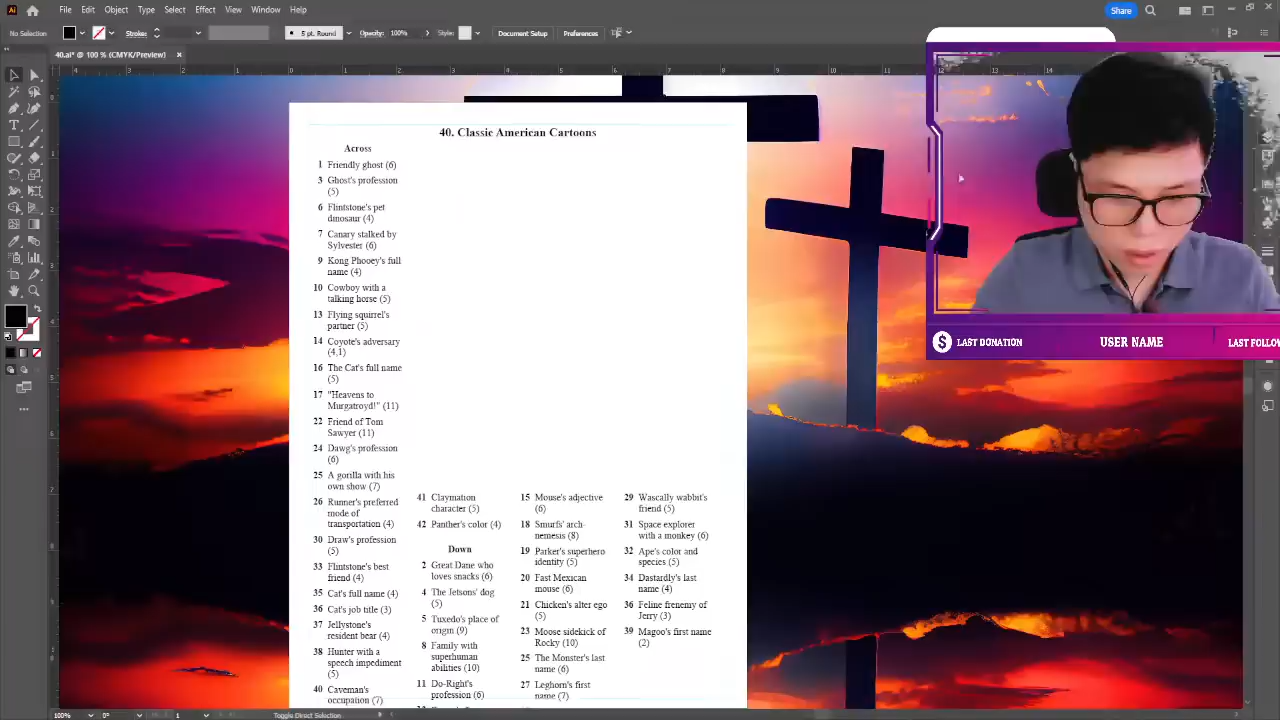 Ai
File
Edit
Object
Type
Select
Effect
View
Window
Help
Share
No Selection
Stroke:
5 pt. Round
Opacity:
100%
Style:
Document Setup
Preferences
40.ai* @ 100 % (CMYK/Preview)
40. Classic American Cartoons
Across
1 Friendly ghost (6)
3 Ghost's profession
(5)
6 Flintstone's pet
dinosaur (4)
7 Canary stalked by
Sylvester (6)
9 Kong Phooey's full
name (4)
10 Cowboy with a
talking horse (5)
13 Flying squirrel's
partner (5)
14 Coyote's adversary
(4,1)
16 The Cat's full name
(5)
17 "Heavens to
Murgatroyd!" (11)
22 Friend of Tom
Sawyer (11)
24 Dawg's profession
(6)
25 A gorilla with his
own show (7)
26 Runner's preferred
mode of
transportation (4)
30 Draw's profession
(5)
33 Flintstone's best
friend (4)
35 Cat's full name (4)
36 Cat's job title (3)
37 Jellystone's
resident bear (4)
38 Hunter with a
speech impediment
(5)
40 Caveman's
occupation (7)
41 Claymation
character (5)
42 Panther's color (4)
Down
2 Great Dane who
loves snacks (6)
4 The Jetsons' dog
(5)
5 Tuxedo's place of
origin (9)
8 Family with
superhuman
abilities (10)
11 Do-Right's
profession (6)
15 Mouse's adjective
(6)
18 Smurfs' arch-
nemesis (8)
19 Parker's superhero
identity (5)
20 Fast Mexican
mouse (6)
21 Chicken's alter ego
(5)
23 Moose sidekick of
Rocky (10)
25 The Monster's last
name (6)
27 Leghorn's first
name (7)
29 Wascally wabbit's
friend (5)
31 Space explorer
with a monkey (6)
32 Ape's color and
species (5)
34 Dastardly's last
name (4)
36 Feline frenemy of
Jerry (3)
39 Magoo's first name
(2)
$ LAST DONATION
USER NAME
LAST FOLLO
100%
0°
1
Toggle Direct Selection